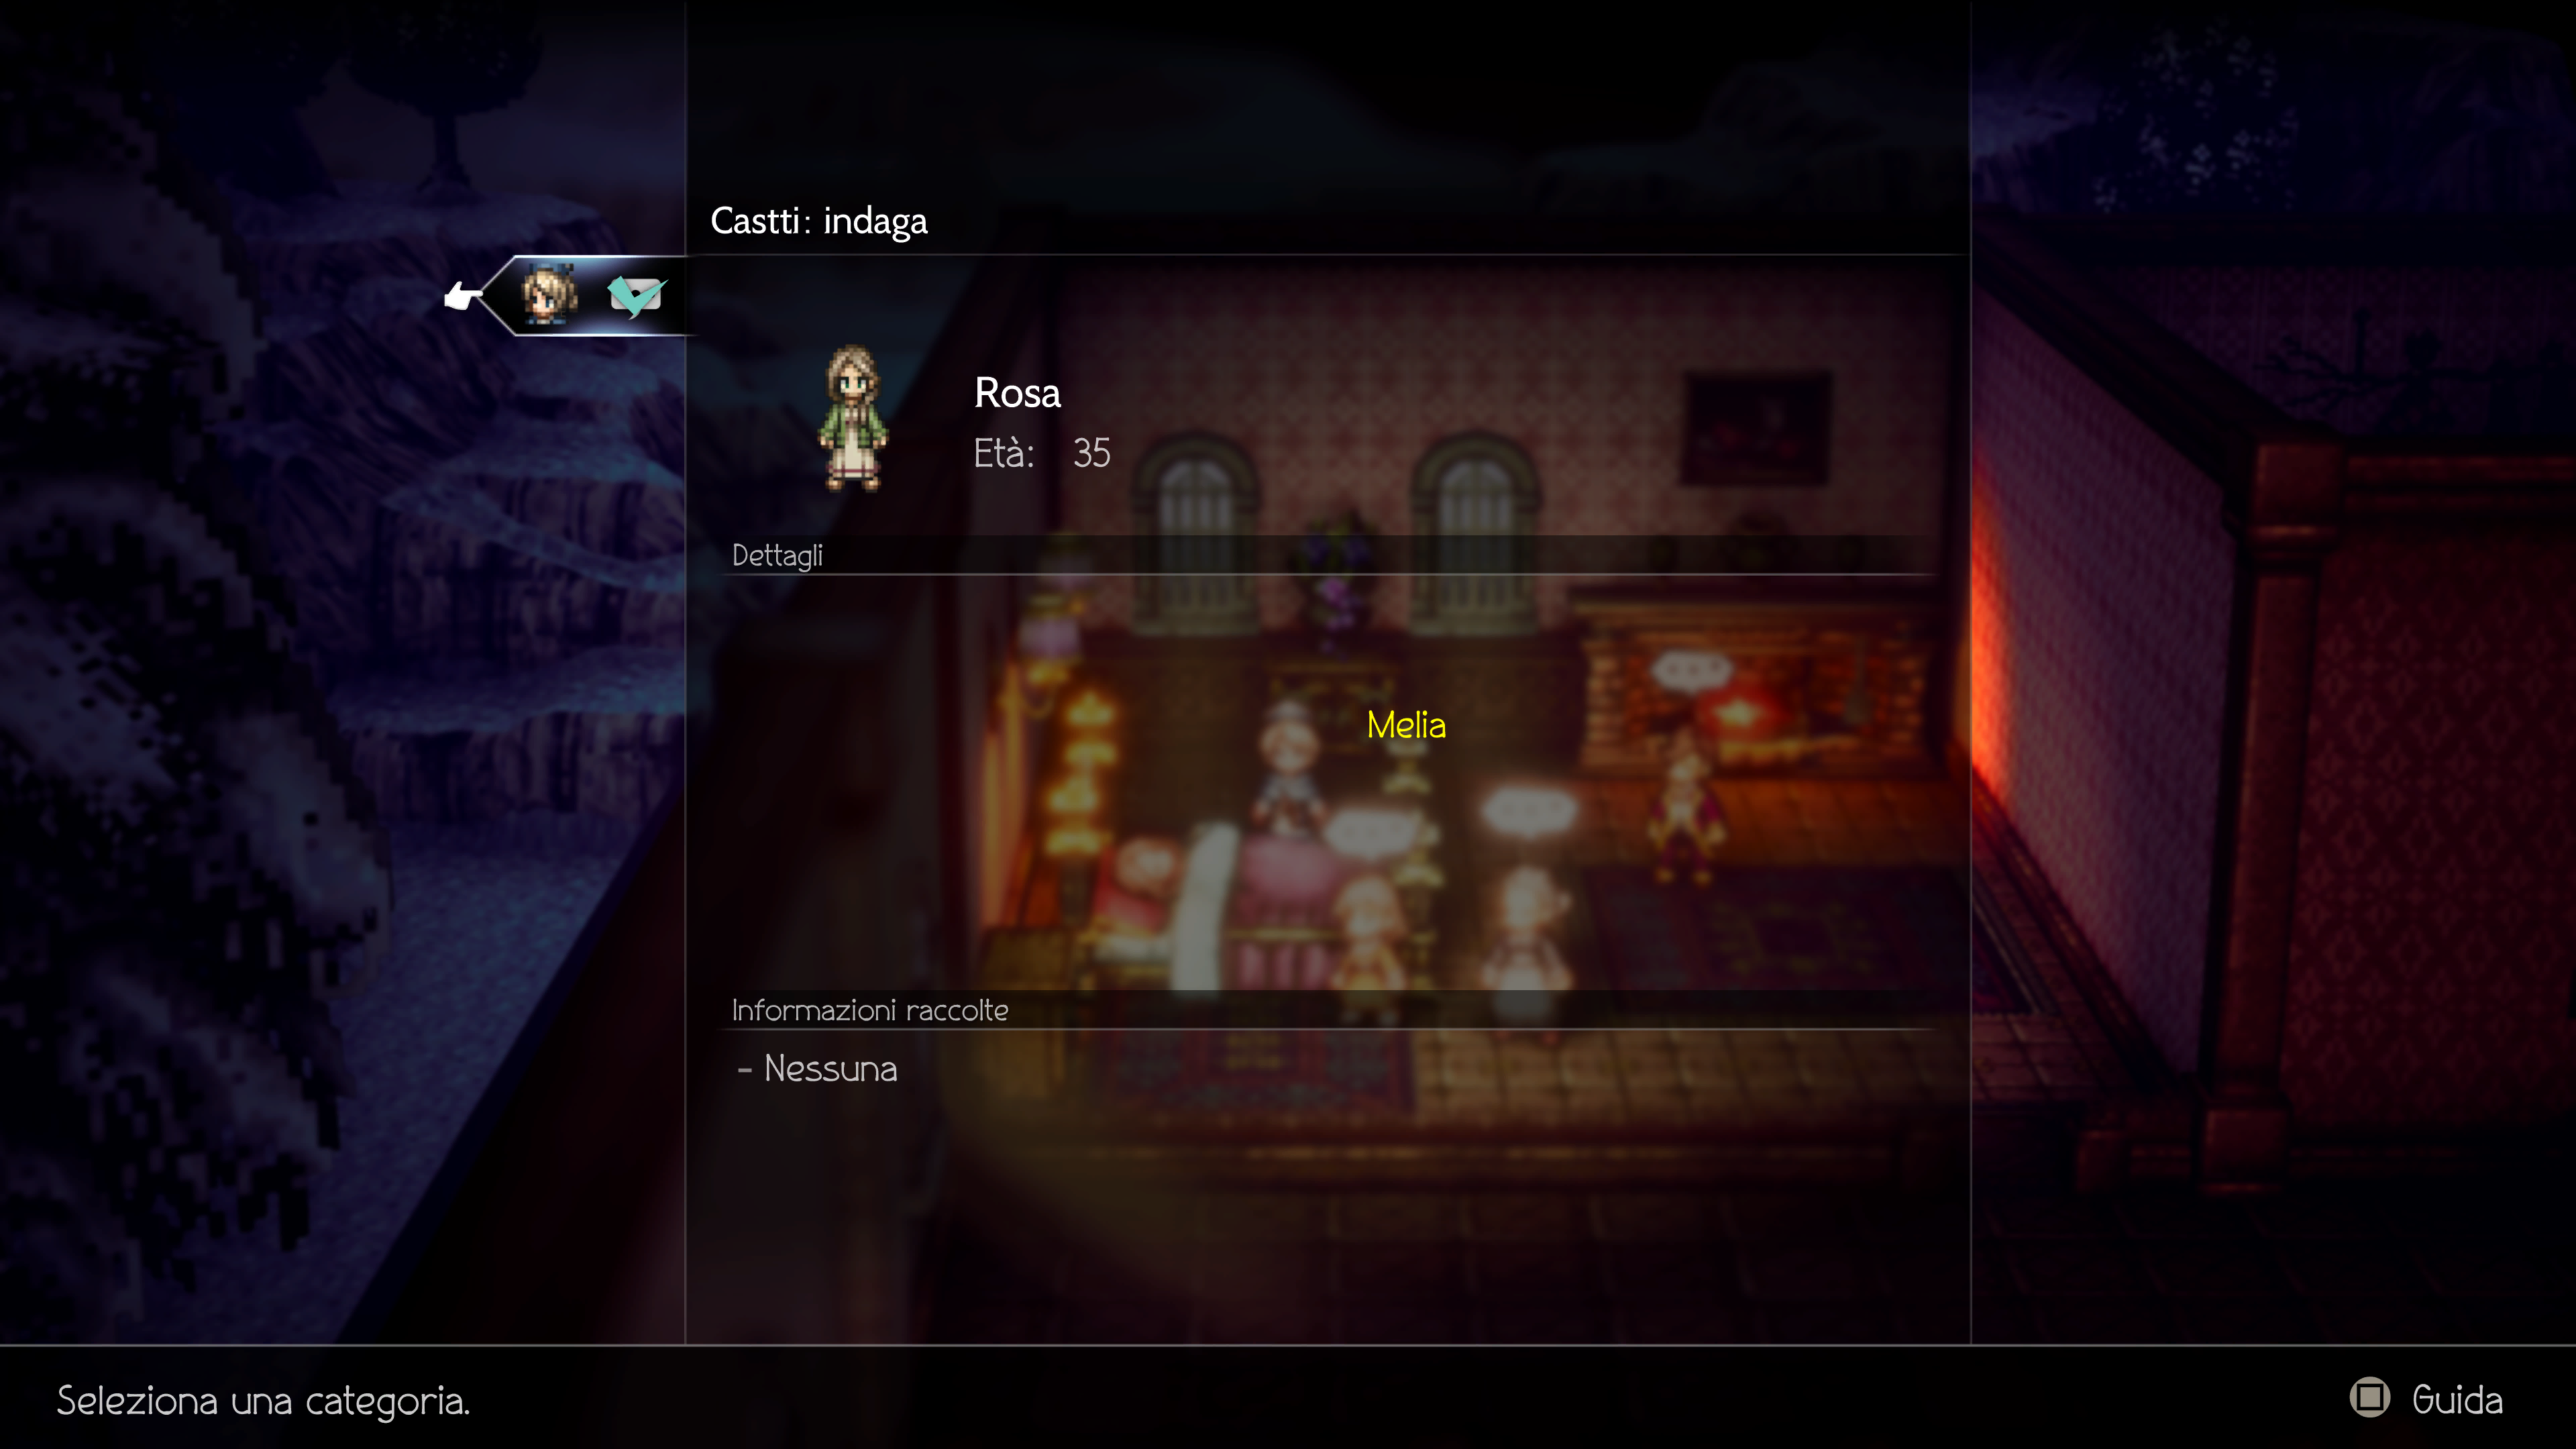 Castti: indaga
Rosa
Età: 35
Dettagli
Melia
Informazioni raccolte
- Nessuna
Seleziona una categoria.
Guida